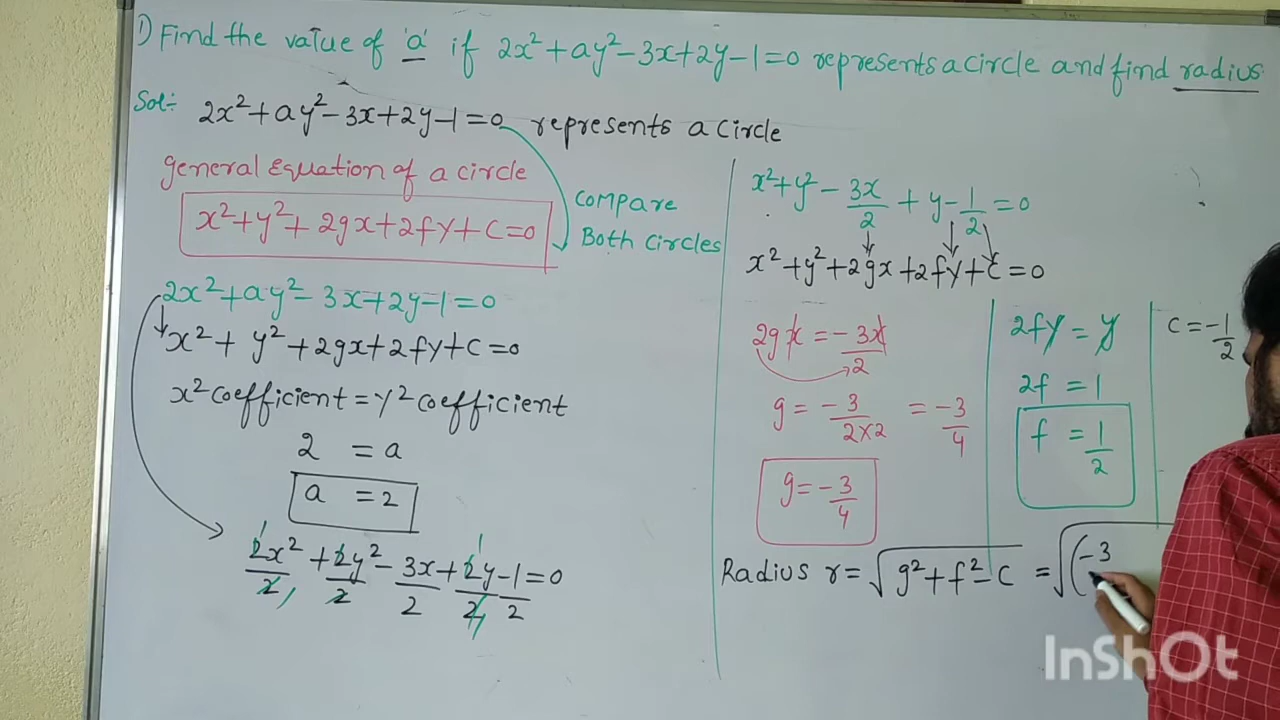 1) Find the value of 'a' if 2x²+ay²-3x+2y-1=0 represents a circle and find radius.
Sol:- 2x²+ay²-3x+2y-1=0 represents a circle
general Equation of a circle
x²+y²+2gx+2fy+c=0
compare
Both circles
2x²+ay²-3x+2y-1=0
x²+y²+2gx+2fy+c=0
x² coefficient = y² coefficient
2 = a
a = 2
2x²/2 + 2y²/2 - 3x/2 + 2y/2 - 1/2 = 0
x²+y² - 3x/2 + y - 1/2 = 0
x²+y²+2gx+2fy+c=0
2gx = -3x/2
g = -3/2×2 = -3/4
g = -3/4
2fy = y
2f = 1
f = 1/2
c = -1/2
Radius r = √g²+f²-c = √(-3
InShOt